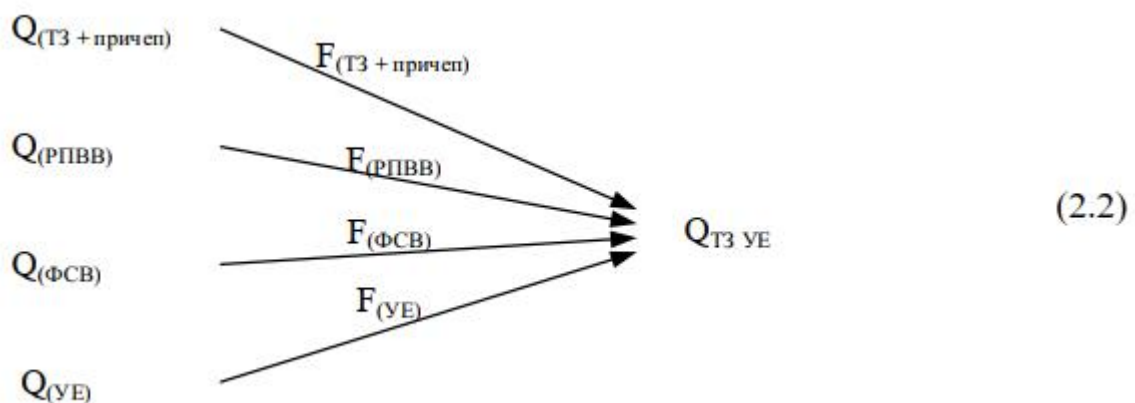 Q(ТЗ + причеп)
F(ТЗ + причеп)
Q(РПВВ)
F(РПВВ)
(2.2)
Q(ФСВ)
F(ФСВ)
QТЗ УЕ
F(УЕ)
Q(УЕ)